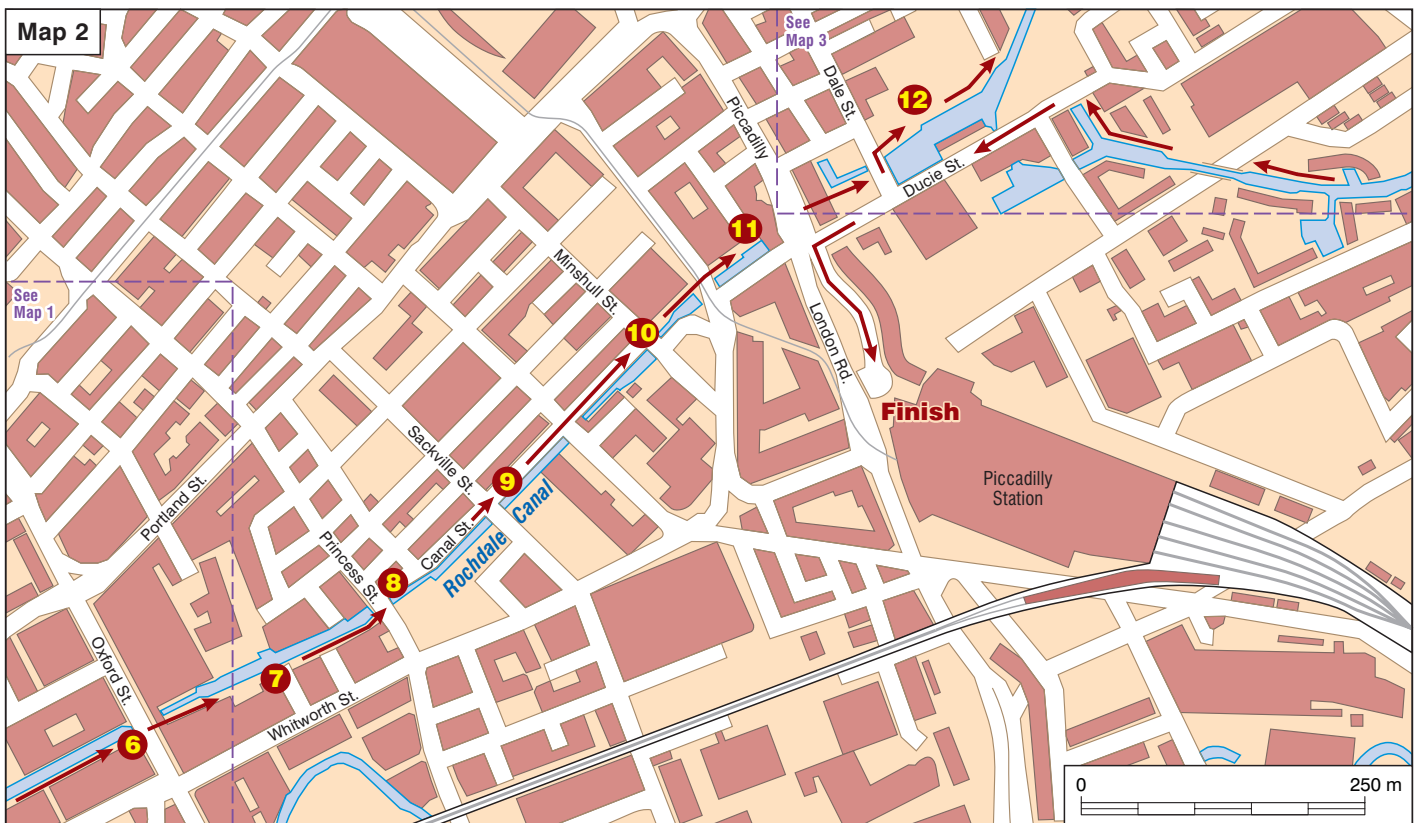 Map 2
See
Map 3
Dale St.
Piccadilly
12
Ducie St.
11
Minshull St.
See
Map 1
10
London Rd.
Finish
Sackville St.
9
Piccadilly
Station
Portland St.
Canal St.
Rochdale Canal
Princess St.
8
Oxford St.
7
Whitworth St.
6
0
250 m